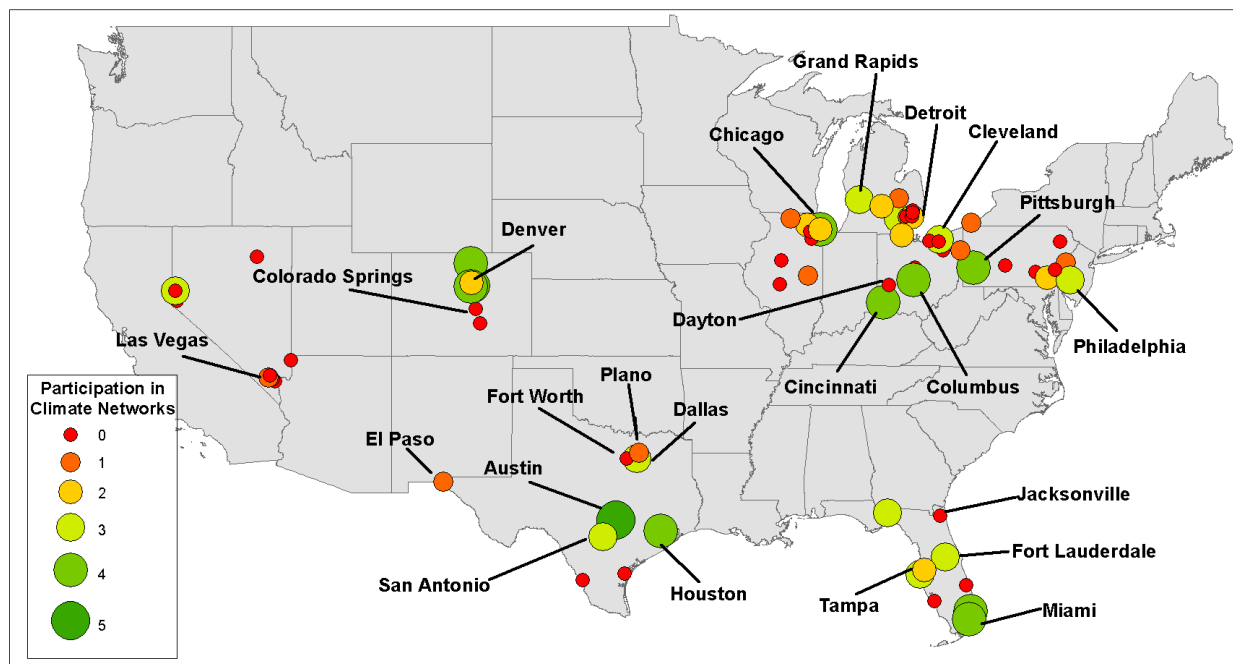 Grand Rapids
Detroit
Chicago
Cleveland
Pittsburgh
Denver
Colorado Springs
Las Vegas
Dayton
Philadelphia
Cincinnati
Columbus
Plano
Fort Worth
Dallas
El Paso
Austin
Jacksonville
Fort Lauderdale
San Antonio
Houston
Tampa
Miami
Participation in
Climate Networks
0
1
2
3
4
5